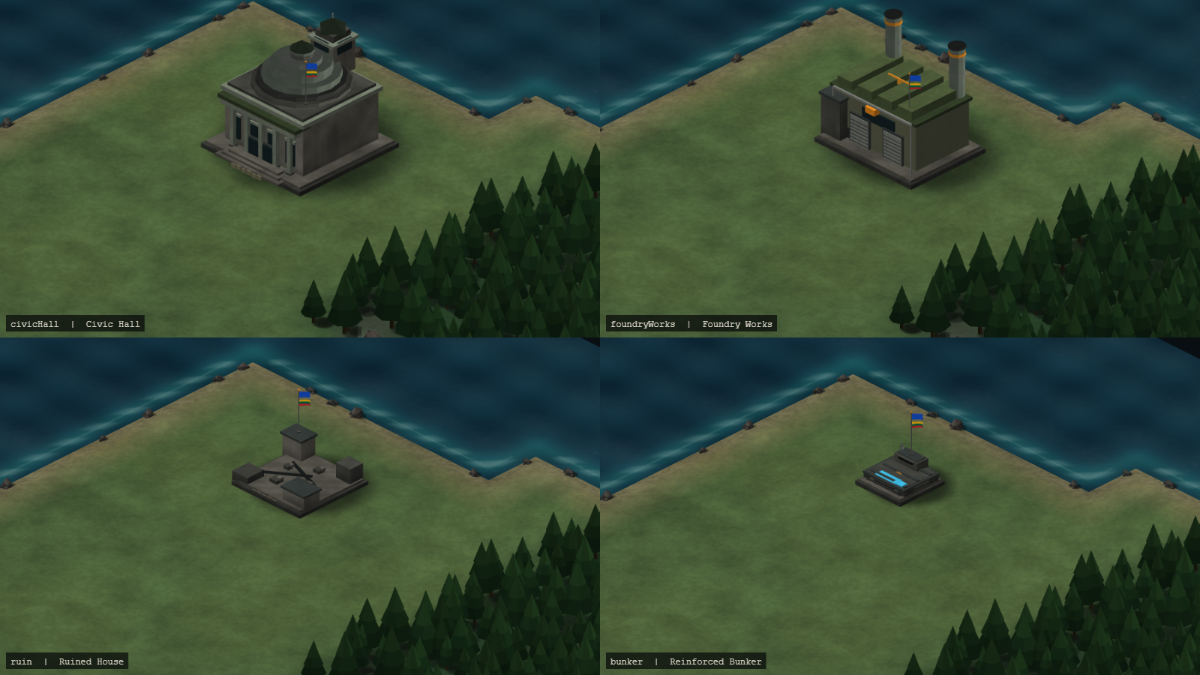 civicHall | Civic Hall
foundryWorks | Foundry Works
ruin | Ruined House
bunker | Reinforced Bunker